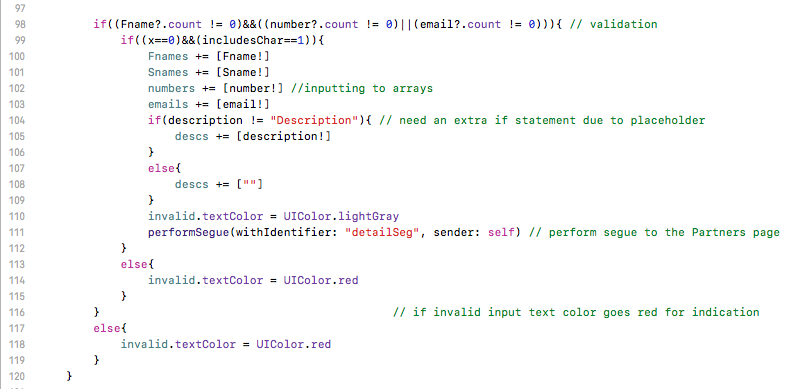 97
98 if((Fname?.count != 0)&&((number?.count != 0)||(email?.count != 0))){ // validation
99 if((x==0)&&(includesChar==1)){
100 Fnames += [Fname!]
101 Snames += [Sname!]
102 numbers += [number!] //inputting to arrays
103 emails += [email!]
104 if(description != "Description"){ // need an extra if statement due to placeholder
105 descs += [description!]
106 }
107 else{
108 descs += [""]
109 }
110 invalid.textColor = UIColor.lightGray
111 performSegue(withIdentifier: "detailSeg", sender: self) // perform segue to the Partners page
112 }
113 else{
114 invalid.textColor = UIColor.red
115 }
116 } // if invalid input text color goes red for indication
117 else{
118 invalid.textColor = UIColor.red
119 }
120 }